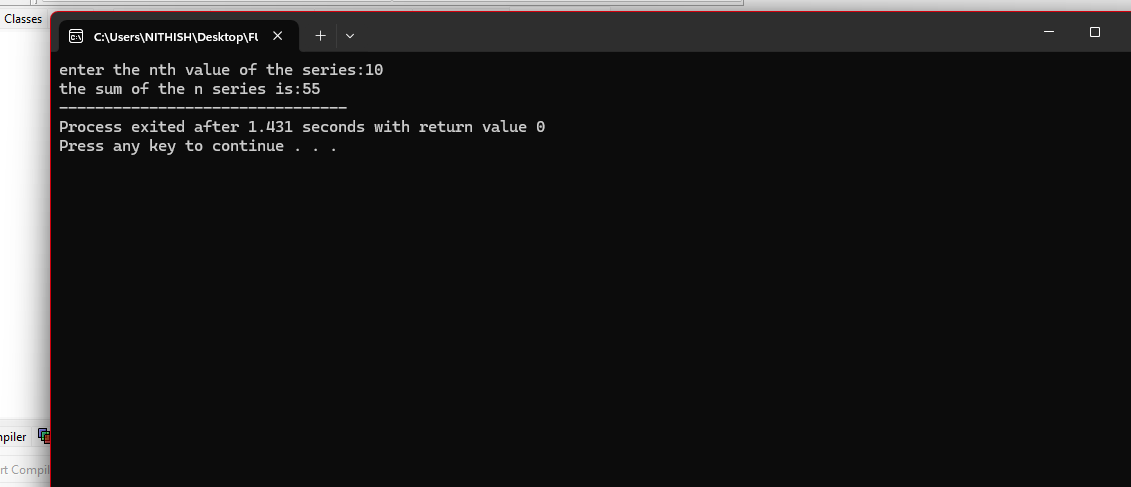 Classes
C:\Users\NITHISH\Desktop\FU
enter the nth value of the series:10
the sum of the n series is:55
--------------------------------
Process exited after 1.431 seconds with return value 0
Press any key to continue . . .
mpiler
rt Compil